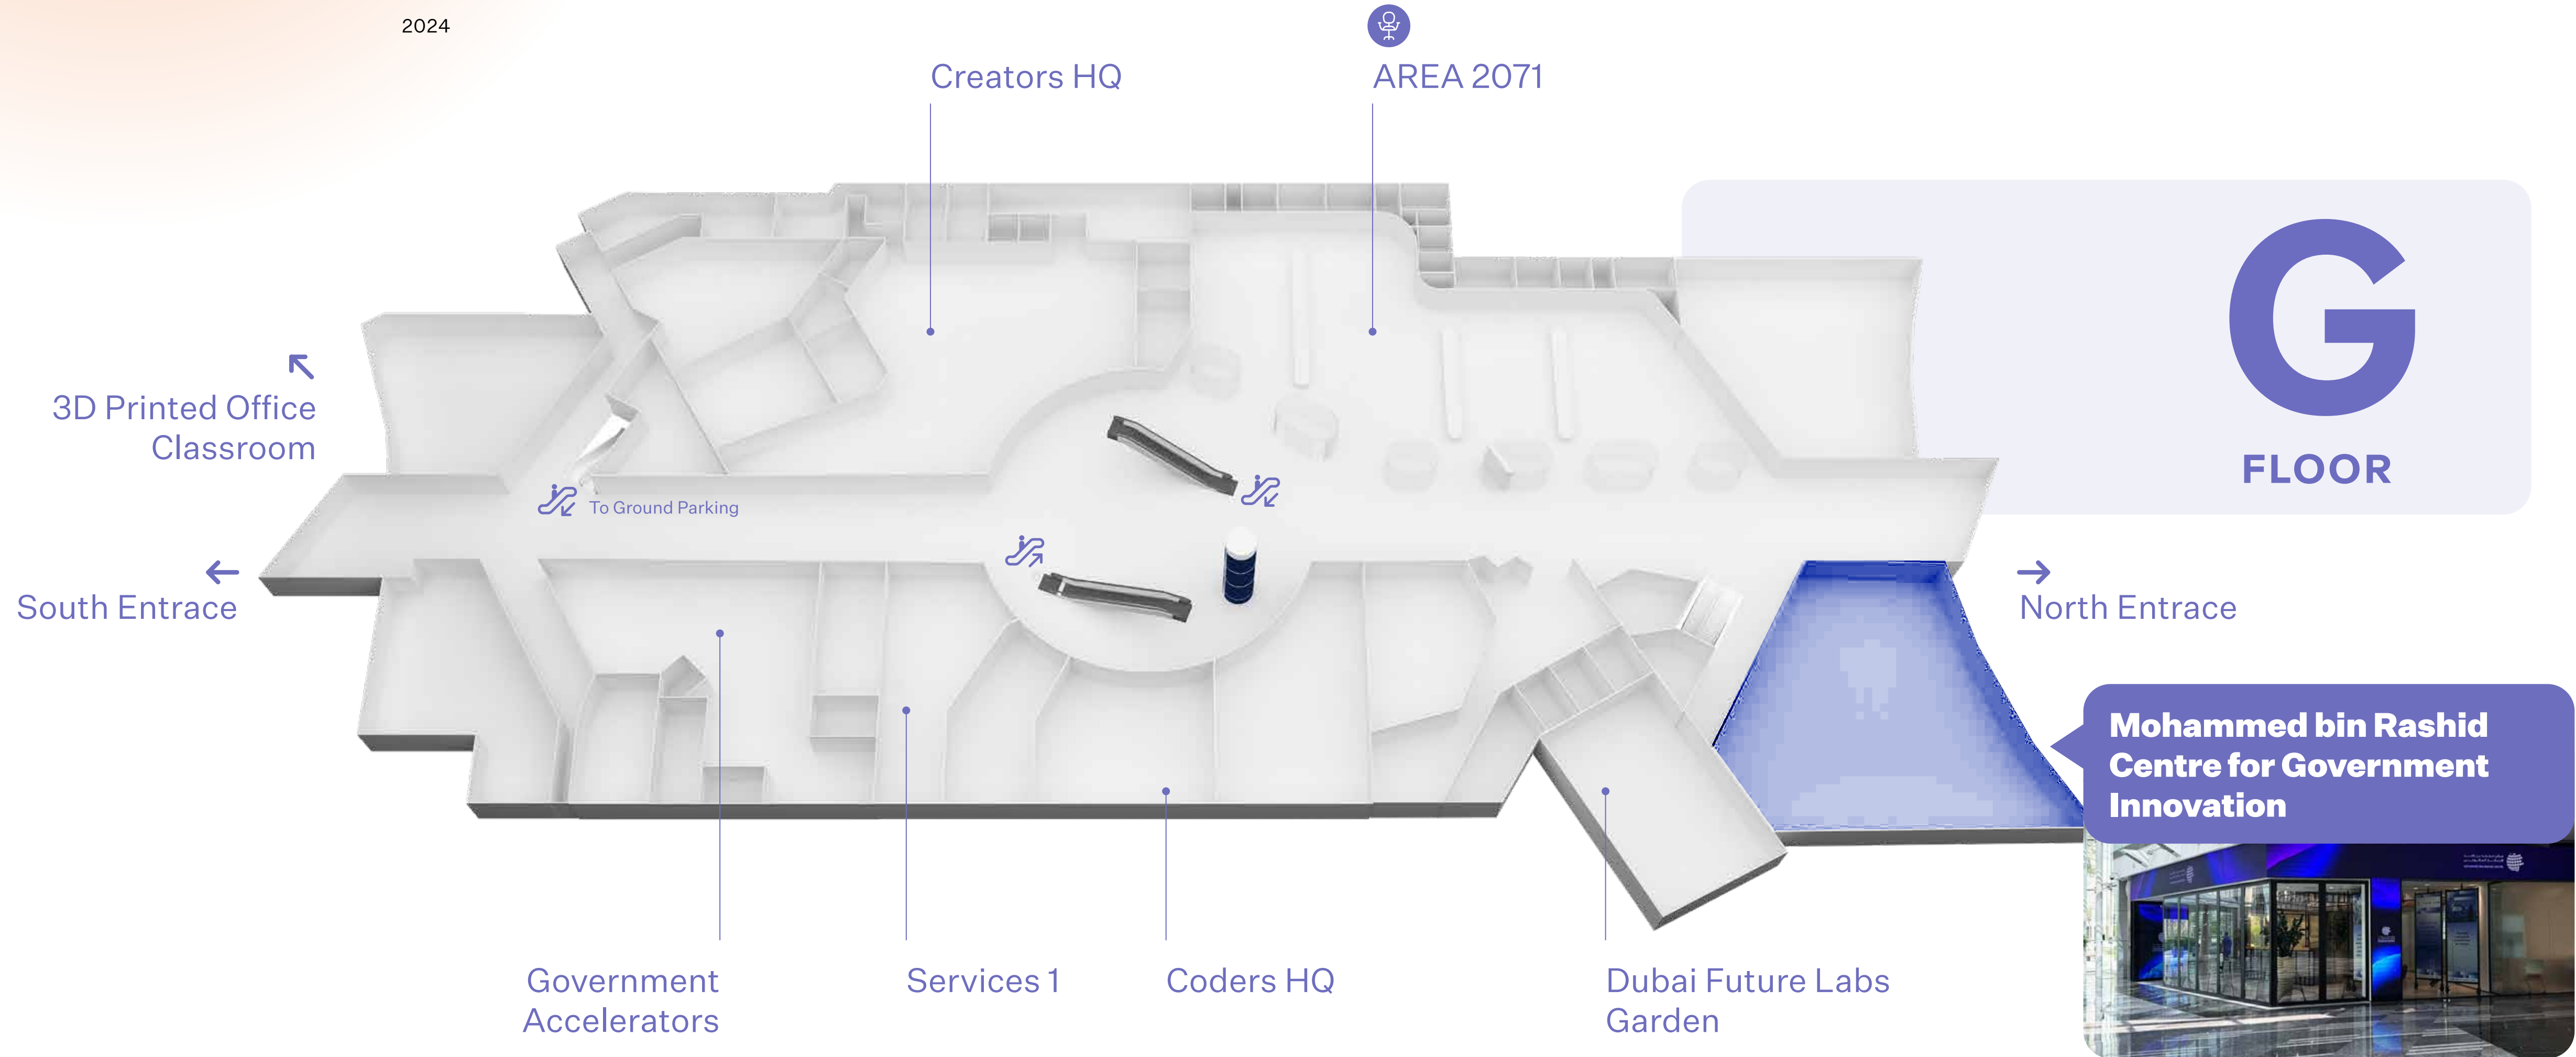 2024
Creators HQ
AREA 2071
G
FLOOR
3D Printed Office
Classroom
To Ground Parking
South Entrace
North Entrace
Mohammed bin Rashid
Centre for Government
Innovation
Government
Accelerators
Services 1
Coders HQ
Dubai Future Labs
Garden